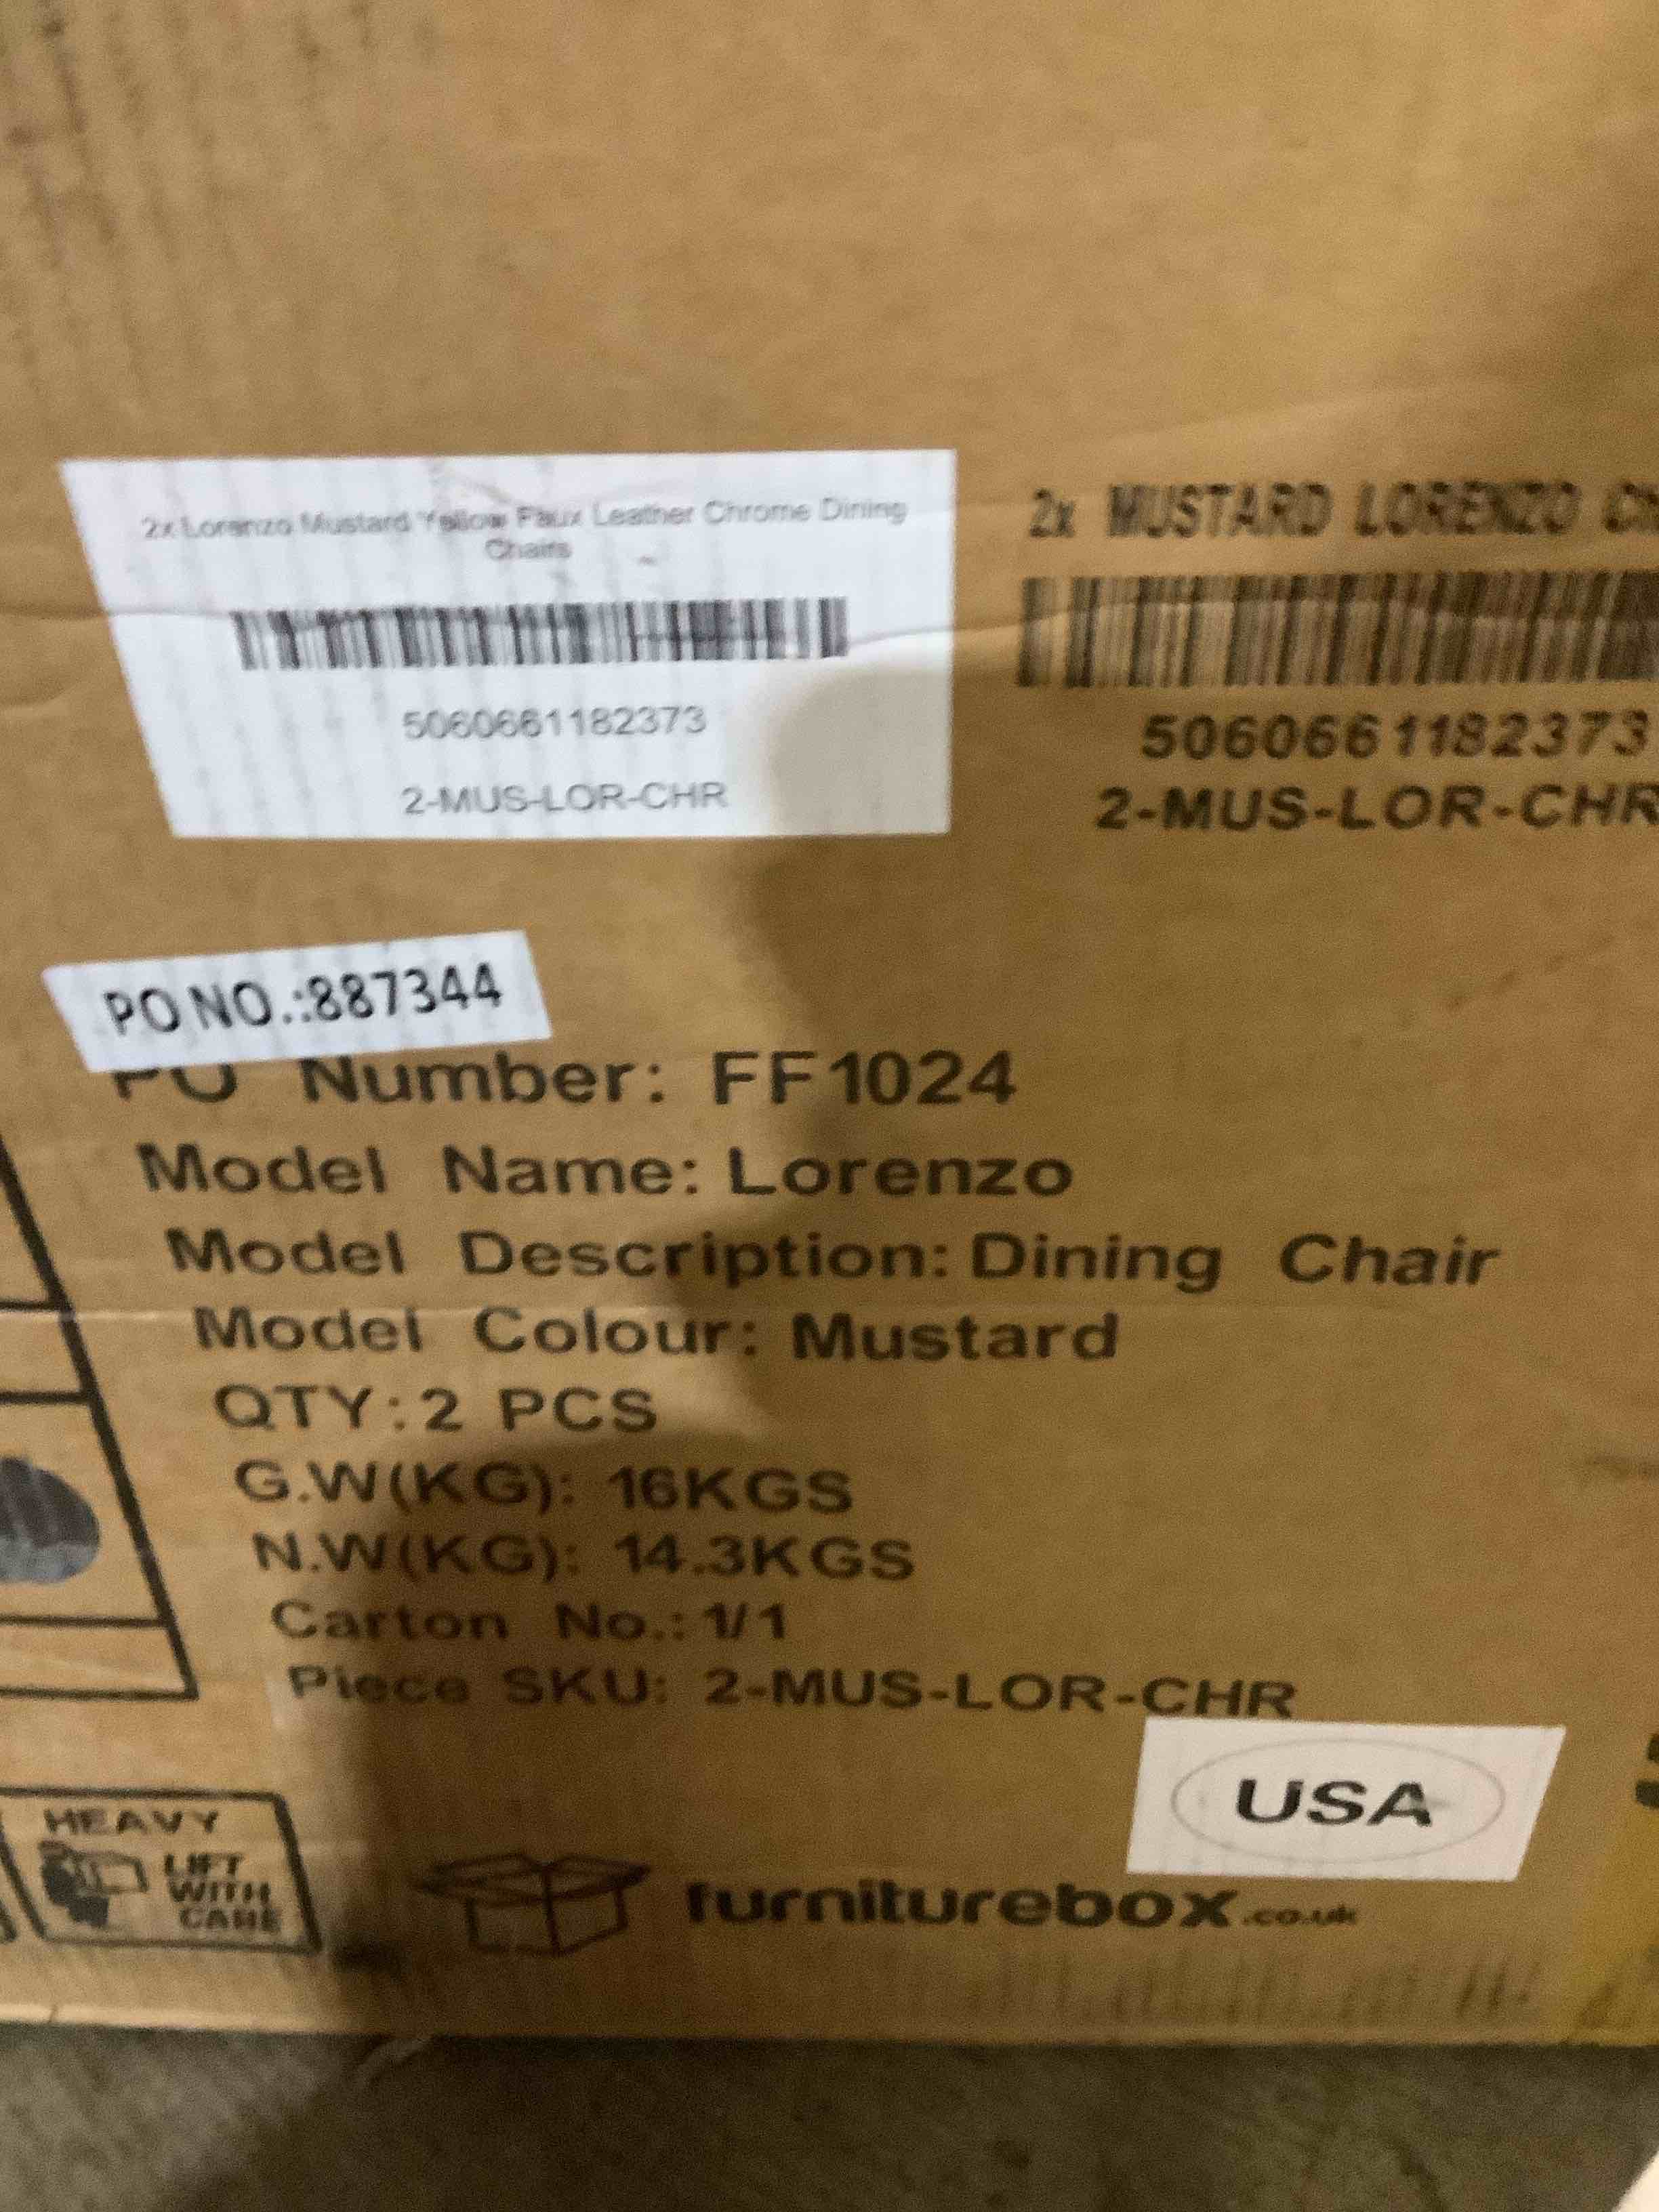 2x Lorenzo Mustard Yellow Faux Leather Chrome Dining
Chairs
5060661182373
2-MUS-LOR-CHR
2x MUSTARD LORENZO
5060661182373
2-MUS-LOR-CHR
PO NO.:887344
PO Number: FF1024
Model Name: Lorenzo
Model Description: Dining Chair
Model Colour: Mustard
QTY:2 PCS
G.W(KG): 16KGS
N.W(KG): 14.3KGS
Carton No.:1/1
Piece SKU: 2-MUS-LOR-CHR
USA
HEAVY
LIFT
WITH
CARE
furniturebox.co.uk